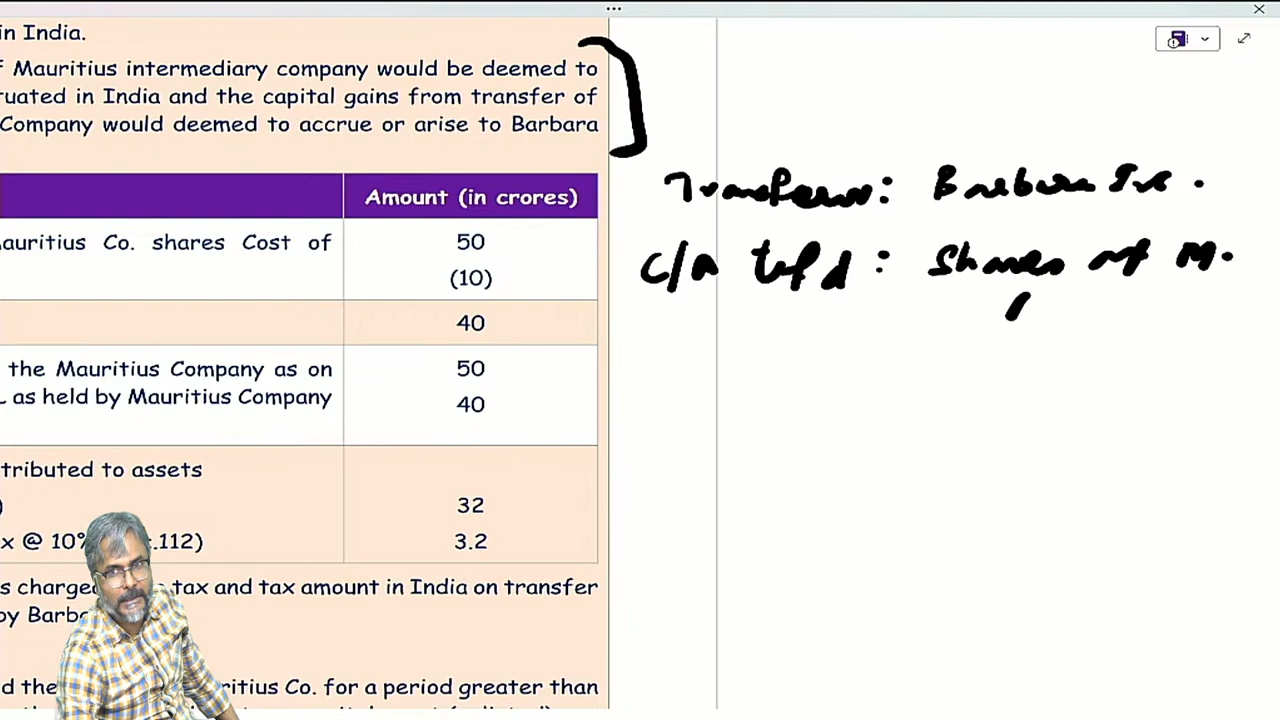 in India.
f Mauritius intermediary company would be deemed to
tuated in India and the capital gains from transfer of
Company would deemed to accrue or arise to Barbara
Amount (in crores)
auritius Co. shares Cost of 50
(10)
40
the Mauritius Company as on 50
L as held by Mauritius Company 40
tributed to assets
) 32
x @ 10% .112) 3.2
s charge tax and tax amount in India on transfer
by Barb
d the ritius Co. for a period greater than
Transferor: Barbara Inc.
C/A tsfd : Shares of M.